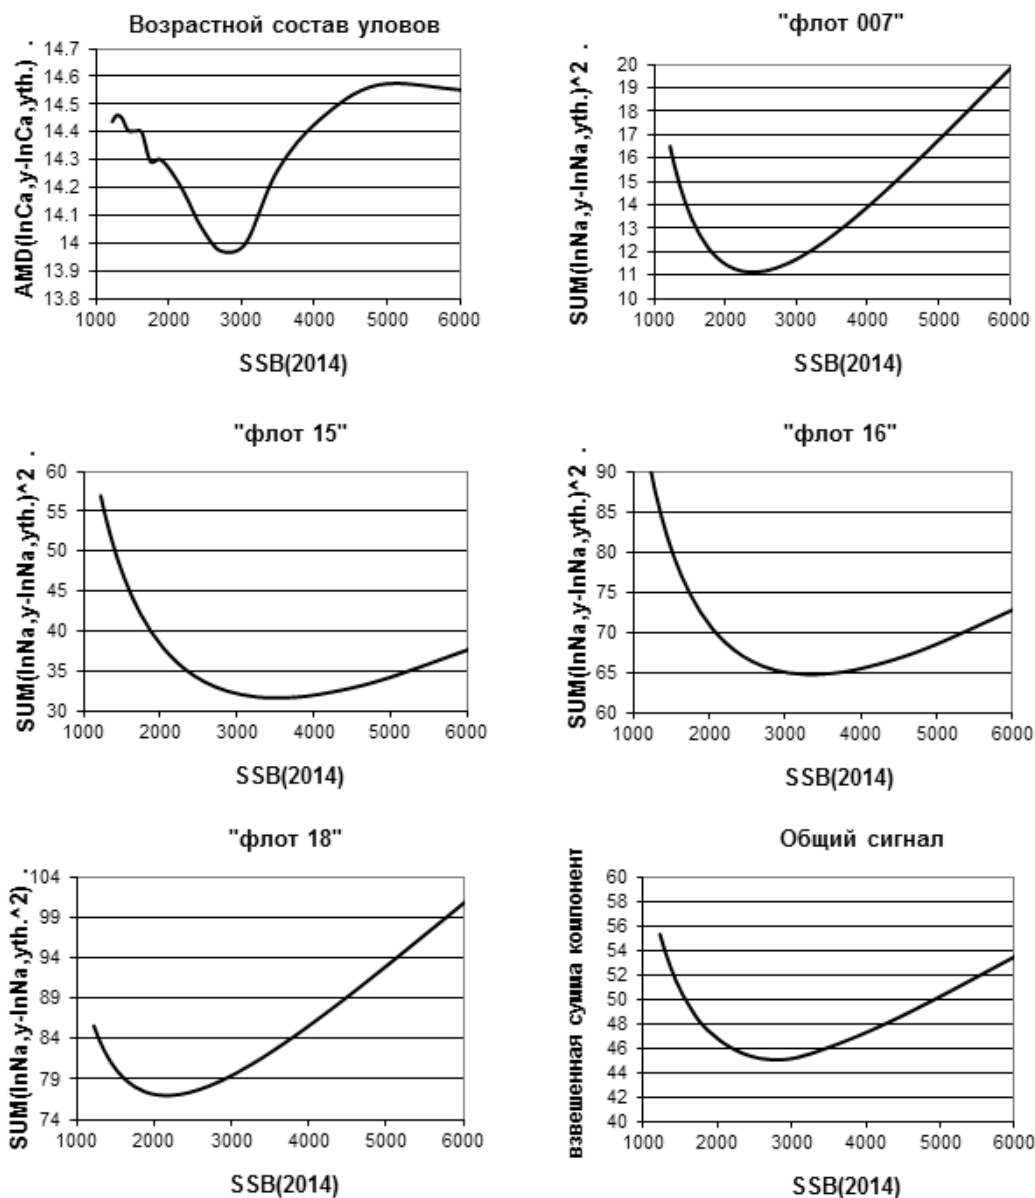 Возрастной состав уловов
AMD(lnCa,y-lnCa,yth.) .
14.7
14.6
14.5
14.4
14.3
14.2
14.1
14
13.9
13.8
1000 2000 3000 4000 5000 6000
SSB(2014)
"флот 007"
SUM(lnNa,y-lnNa,yth.)^2 .
20
19
18
17
16
15
14
13
12
11
10
1000 2000 3000 4000 5000 6000
SSB(2014)
"флот 15"
SUM(lnNa,y-lnNa,yth.)^2 .
60
55
50
45
40
35
30
1000 2000 3000 4000 5000 6000
SSB(2014)
"флот 16"
SUM(lnNa,y-lnNa,yth.)^2 .
90
85
80
75
70
65
60
1000 2000 3000 4000 5000 6000
SSB(2014)
"флот 18"
SUM(lnNa,y-lnNa,yth.^2) .
104
99
94
89
84
79
74
1000 2000 3000 4000 5000 6000
SSB(2014)
Общий сигнал
взвешенная сумма компонент
60
58
56
54
52
50
48
46
44
42
40
1000 2000 3000 4000 5000 6000
SSB(2014)